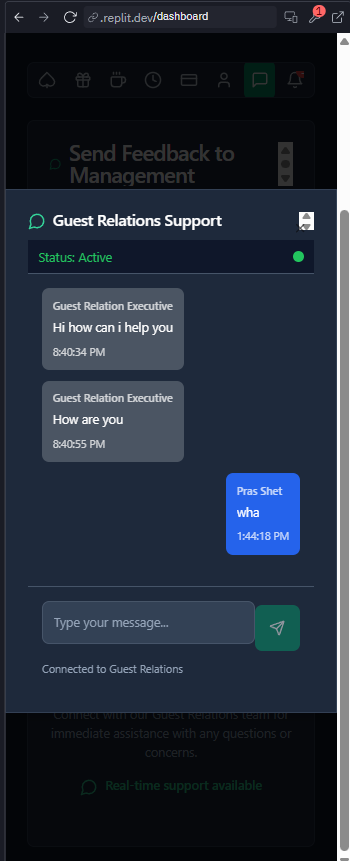 .replit.dev/dashboard
1
Send Feedback to
Management
Guest Relations Support
Status: Active
Guest Relation Executive
Hi how can i help you
8:40:34 PM
Guest Relation Executive
How are you
8:40:55 PM
Pras Shet
wha
1:44:18 PM
Type your message...
Connected to Guest Relations
Connect with our Guest Relations team for
immediate assistance with any questions or
concerns.
Real-time support available